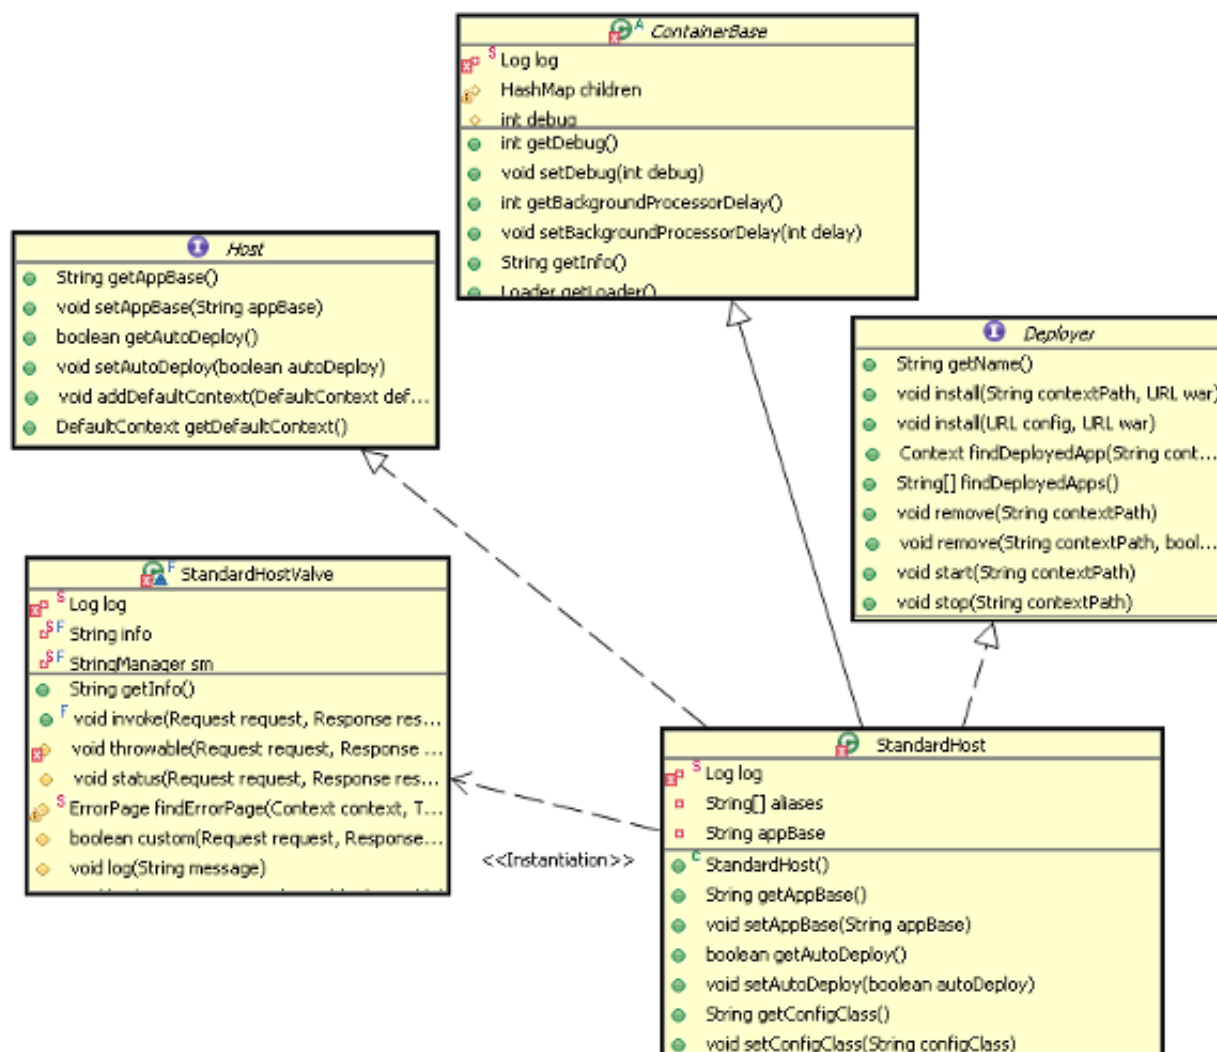 ContainerBase
Log log
HashMap children
int debug
int getDebug()
void setDebug(int debug)
int getBackgroundProcessorDelay()
void setBackgroundProcessorDelay(int delay)
String getInfo()
Loader getLoader()
Host
String getAppBase()
void setAppBase(String appBase)
boolean getAutoDeploy()
void setAutoDeploy(boolean autoDeploy)
void addDefaultContext(DefaultContext def...
DefaultContext getDefaultContext()
Deployer
String getName()
void install(String contextPath, URL war)
void install(URL config, URL war)
Context findDeployedApp(String cont...
String[] findDeployedApps()
void remove(String contextPath)
void remove(String contextPath, bool...
void start(String contextPath)
void stop(String contextPath)
StandardHostValve
Log log
String info
StringManager sm
String getInfo()
void invoke(Request request, Response res...
void throwable(Request request, Response ...
void status(Request request, Response res...
ErrorPage findErrorPage(Context context, T...
boolean custom(Request request, Response...
void log(String message)
<<Instantiation>>
StandardHost
Log log
String[] aliases
String appBase
StandardHost()
String getAppBase()
void setAppBase(String appBase)
boolean getAutoDeploy()
void setAutoDeploy(boolean autoDeploy)
String getConfigClass()
void setConfigClass(String configClass)